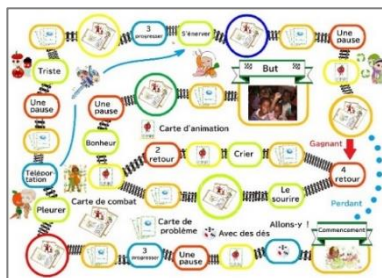 3
progresser
S'énerver
Une
pause
Triste
But
Une
pause
Une
pause
Carte d'animation
Bonheur
2
retour
Crier
Gagnant
Télépor
tation
4
retour
Pleurer
Carte de combat
Le
sourire
Perdant
Carte de
problème
Avec des dés
Allons-y !
Commencement
3
progresser
Une
pause